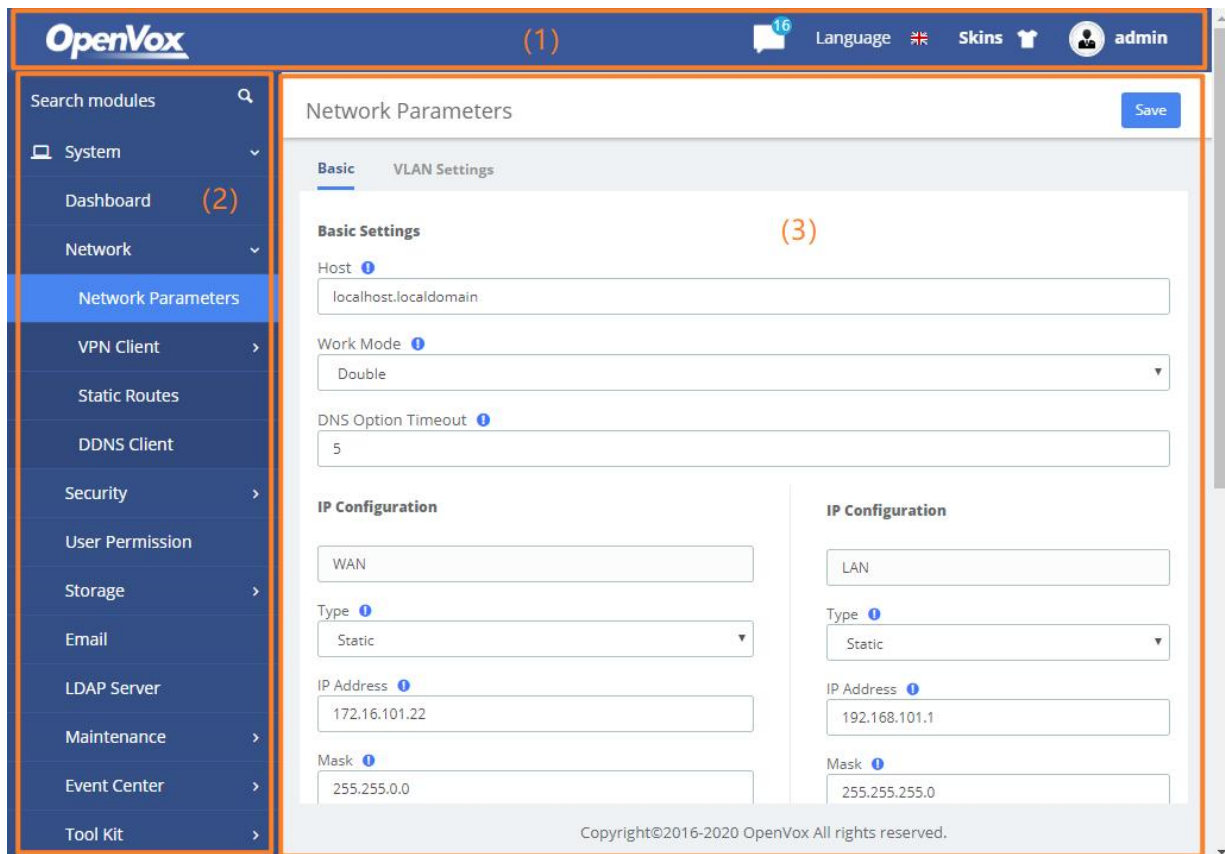 OpenVox
(1)
16
Language
Skins
admin
Search modules
System
Dashboard
(2)
Network
Network Parameters
VPN Client
Static Routes
DDNS Client
Security
User Permission
Storage
Email
LDAP Server
Maintenance
Event Center
Tool Kit
Network Parameters
Save
Basic VLAN Settings
(3)
Basic Settings
Host
localhost.localdomain
Work Mode
Double
DNS Option Timeout
5
IP Configuration
WAN
Type
Static
IP Address
172.16.101.22
Mask
255.255.0.0
IP Configuration
LAN
Type
Static
IP Address
192.168.101.1
Mask
255.255.255.0
Copyright©2016-2020 OpenVox All rights reserved.